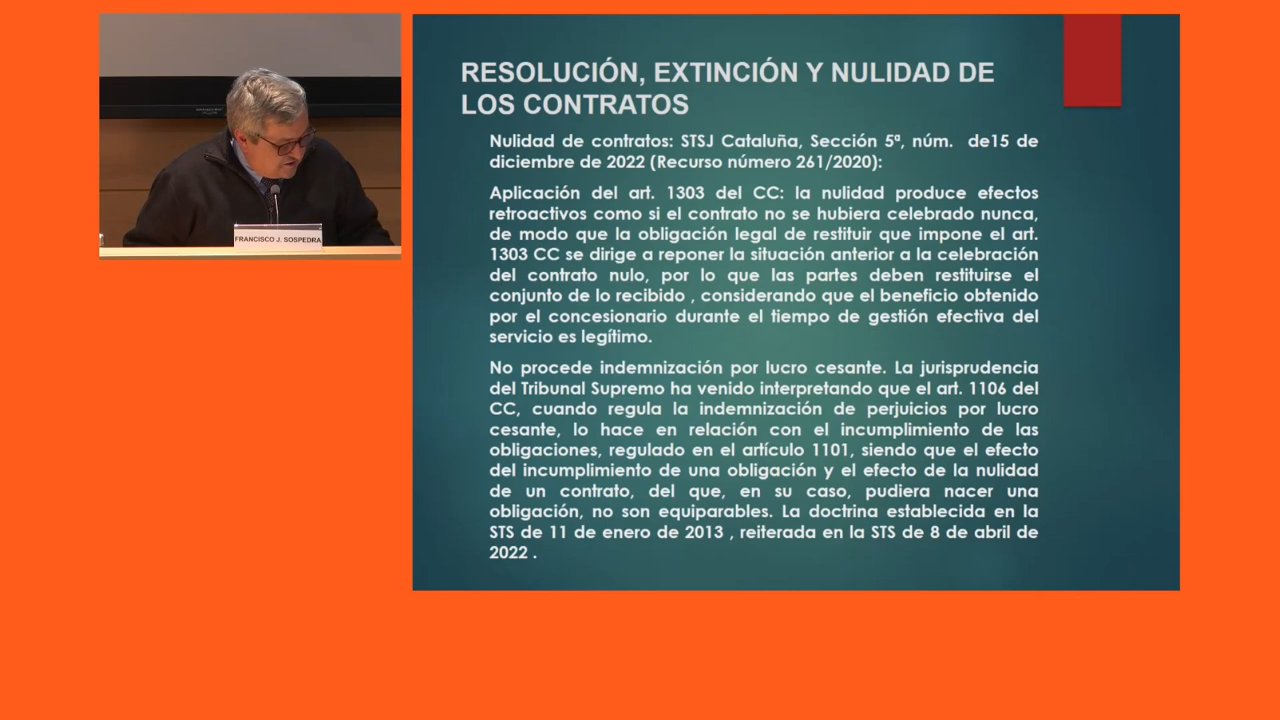 FRANCISCO J. SOSPEDRA
RESOLUCIÓN, EXTINCIÓN Y NULIDAD DE
LOS CONTRATOS
Nulidad de contratos: STSJ Cataluña, Sección 5ª, núm. de15 de
diciembre de 2022 (Recurso número 261/2020):
Aplicación del art. 1303 del CC: la nulidad produce efectos
retroactivos como si el contrato no se hubiera celebrado nunca,
de modo que la obligación legal de restituir que impone el art.
1303 CC se dirige a reponer la situación anterior a la celebración
del contrato nulo, por lo que las partes deben restituirse el
conjunto de lo recibido , considerando que el beneficio obtenido
por el concesionario durante el tiempo de gestión efectiva del
servicio es legítimo.
No procede indemnización por lucro cesante. La jurisprudencia
del Tribunal Supremo ha venido interpretando que el art. 1106 del
CC, cuando regula la indemnización de perjuicios por lucro
cesante, lo hace en relación con el incumplimiento de las
obligaciones, regulado en el artículo 1101, siendo que el efecto
del incumplimiento de una obligación y el efecto de la nulidad
de un contrato, del que, en su caso, pudiera nacer una
obligación, no son equiparables. La doctrina establecida en la
STS de 11 de enero de 2013 , reiterada en la STS de 8 de abril de
2022 .